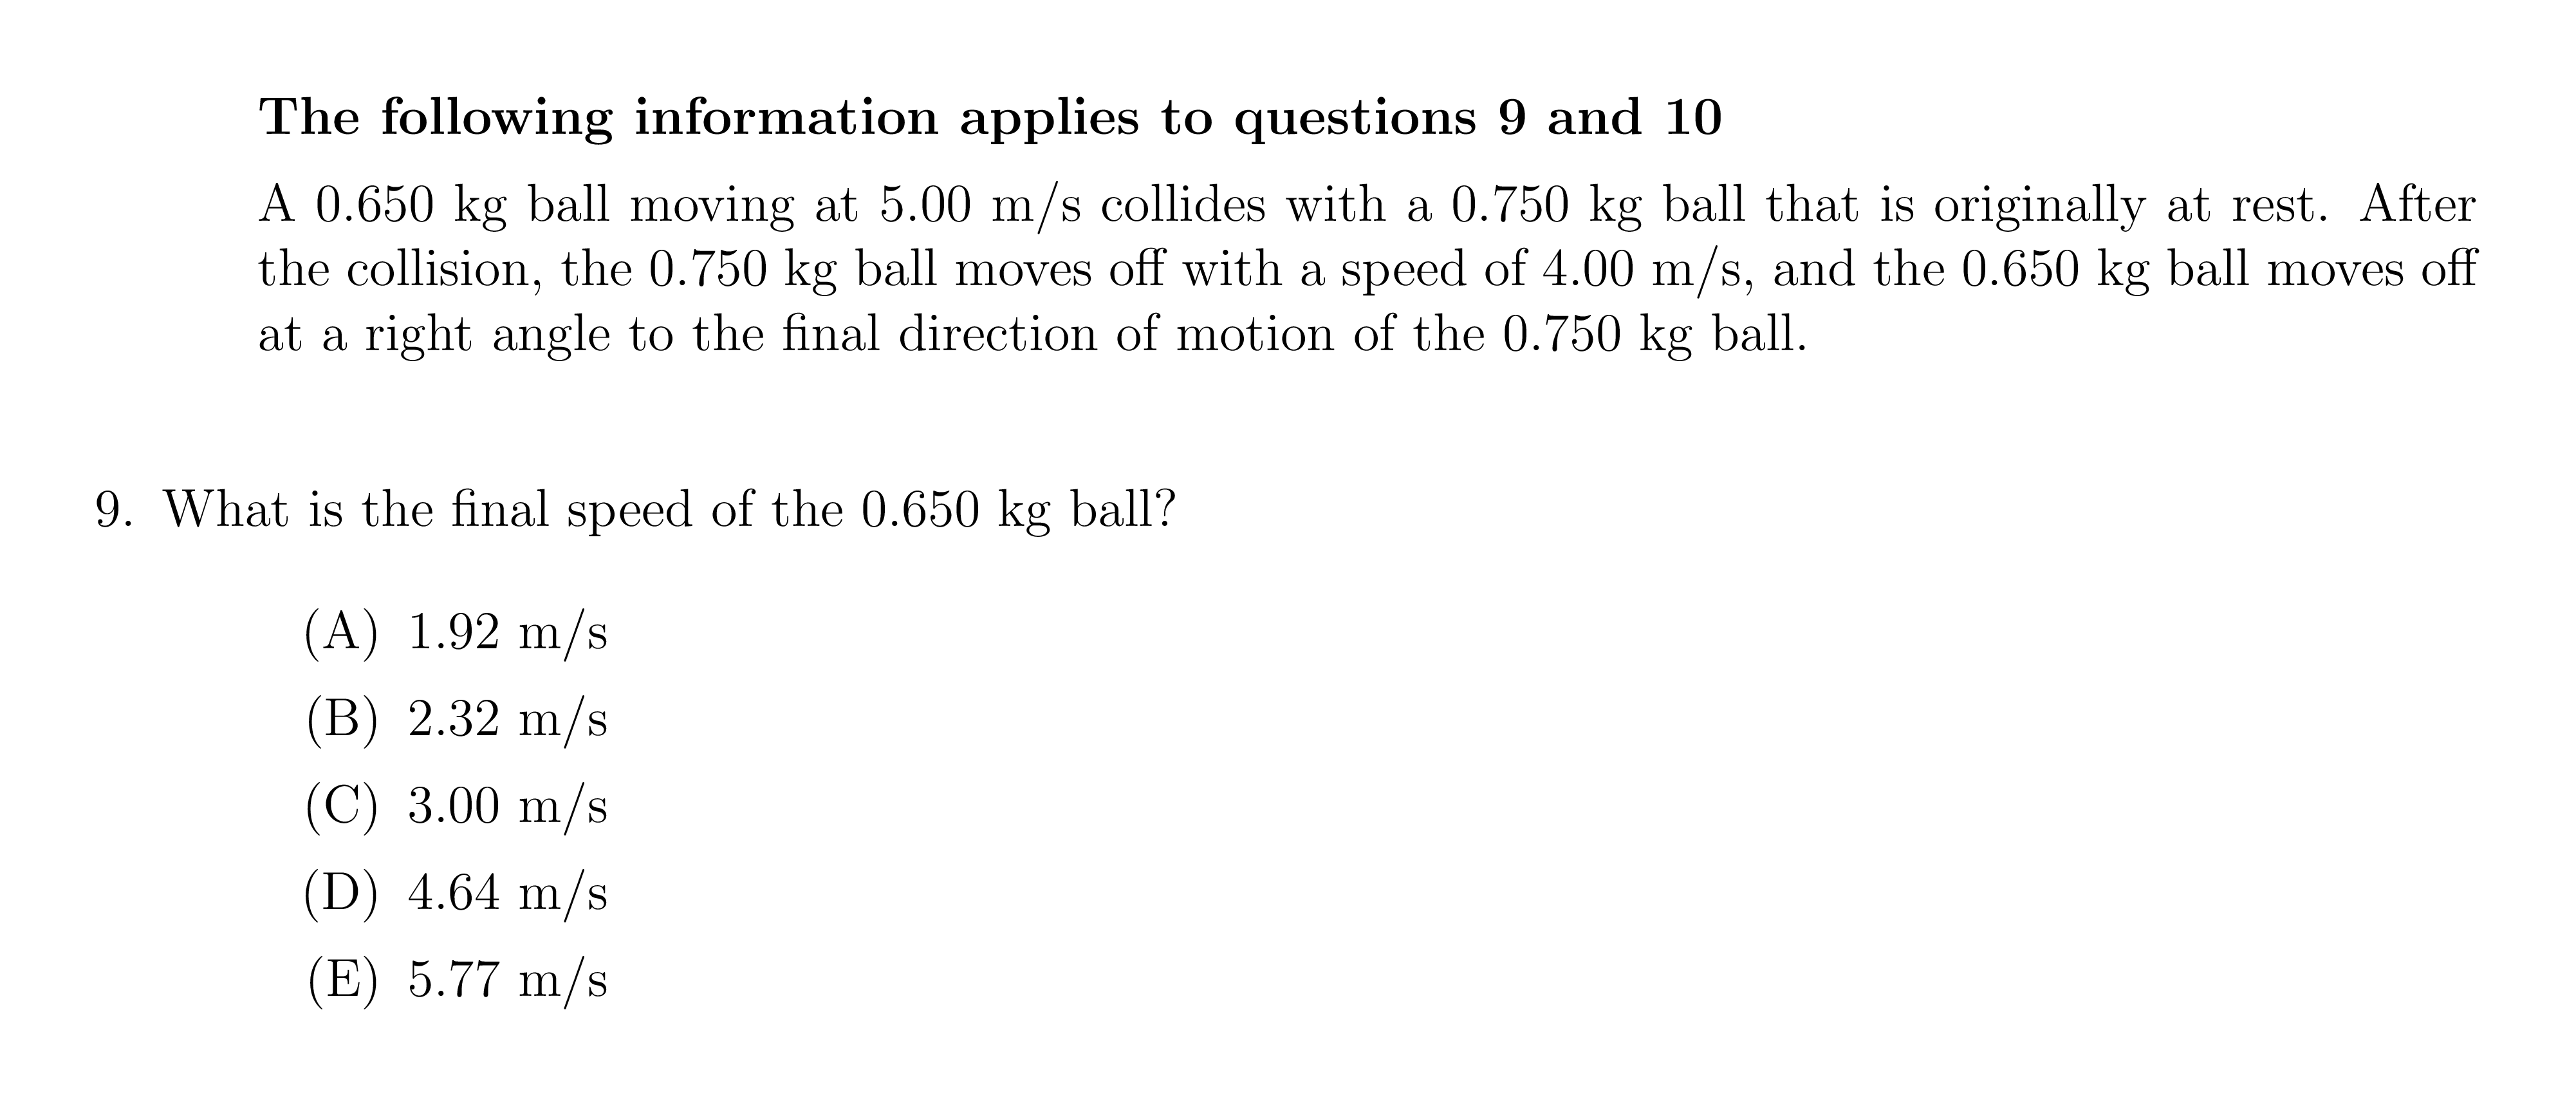 The following information applies to questions 9 and 10
A 0.650 kg ball moving at 5.00 m/s collides with a 0.750 kg ball that is originally at rest. After
the collision, the 0.750 kg ball moves off with a speed of 4.00 m/s, and the 0.650 kg ball moves off
at a right angle to the final direction of motion of the 0.750 kg ball.
9. What is the final speed of the 0.650 kg ball?
(A) 1.92 m/s
(B) 2.32 m/s
(C) 3.00 m/s
(D) 4.64 m/s
(E) 5.77 m/s